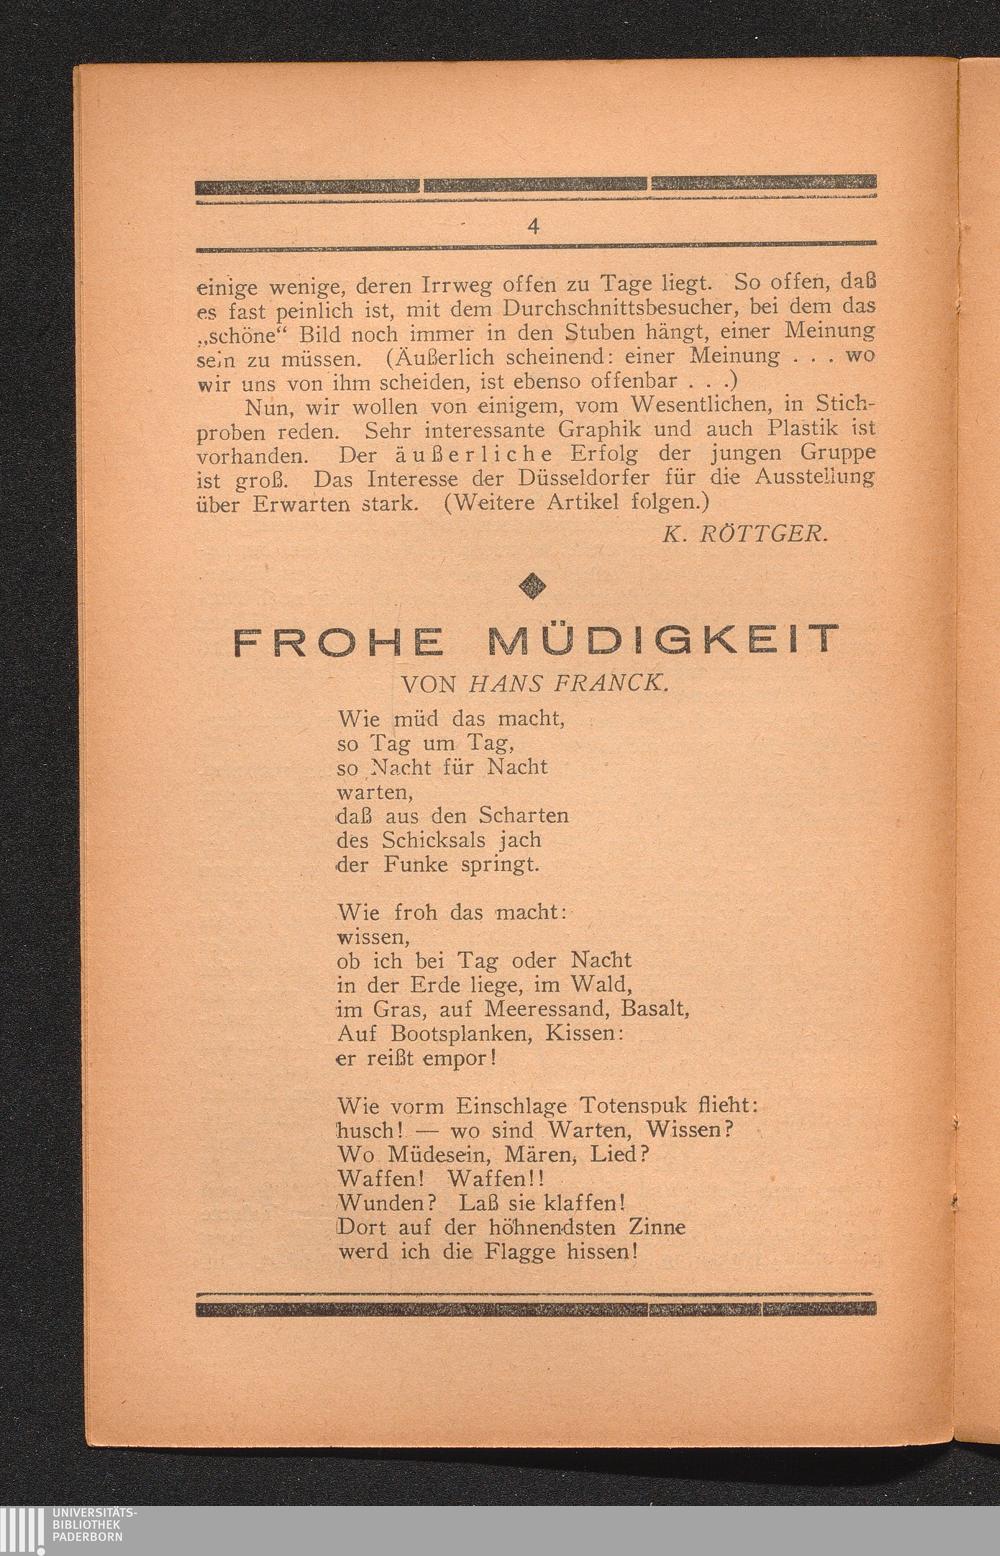 4
einige wenige, deren Irrweg offen zu Tage liegt. So offen, daß
es fast peinlich ist, mit dem Durchschnittsbesucher, bei dem das
„schöne“ Bild noch immer in den Stuben hängt, einer Meinung
sein zu müssen. (Äußerlich scheinend: einer Meinung . . . wo
wir uns von ihm scheiden, ist ebenso offenbar . . .)
Nun, wir wollen von einigem, vom Wesentlichen, in Stich-
proben reden. Sehr interessante Graphik und auch Plastik ist
vorhanden. Der äußerliche Erfolg der jungen Gruppe
ist groß. Das Interesse der Düsseldorfer für die Ausstellung
über Erwarten stark. (Weitere Artikel folgen.)
K. RÖTTGER.
FROHE MÜDIGKEIT
VON HANS FRANCK.
Wie müd das macht,
so Tag um Tag,
so Nacht für Nacht
warten,
daß aus den Scharten
des Schicksals jach
der Funke springt.
Wie froh das macht:
wissen,
ob ich bei Tag oder Nacht
in der Erde liege, im Wald,
im Gras, auf Meeressand, Basalt,
Auf Bootsplanken, Kissen:
er reißt empor!
Wie vorm Einschlage Totenspuk flieht:
husch! — wo sind Warten, Wissen?
Wo Müdesein, Mären, Lied?
Waffen! Waffen!!
Wunden? Laß sie klaffen!
Dort auf der höhnendsten Zinne
werd ich die Flagge hissen!
UNIVERSITÄTS-
BIBLIOTHEK
PADERBORN